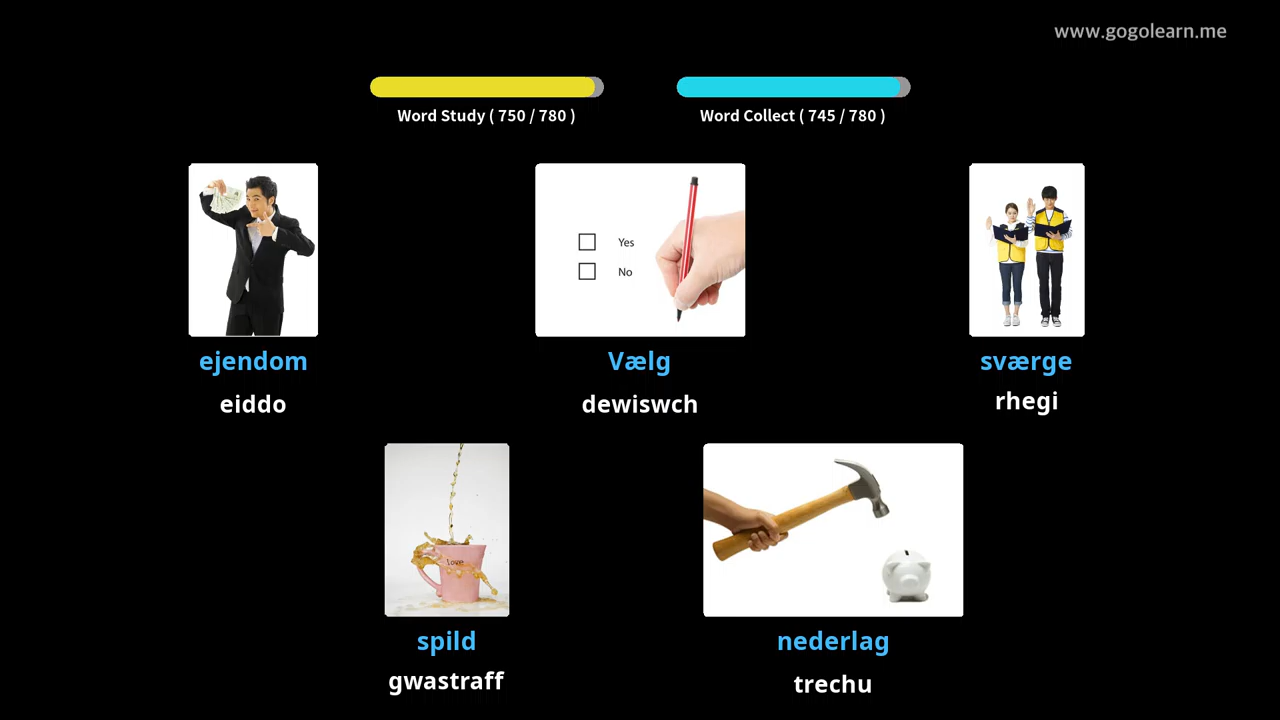 www.gogolearn.me
Word Study ( 750 / 780 )
Word Collect ( 745 / 780 )
Yes
No
ejendom
eiddo
Vælg
dewiswch
sværge
rhegi
love
spild
gwastraff
nederlag
trechu